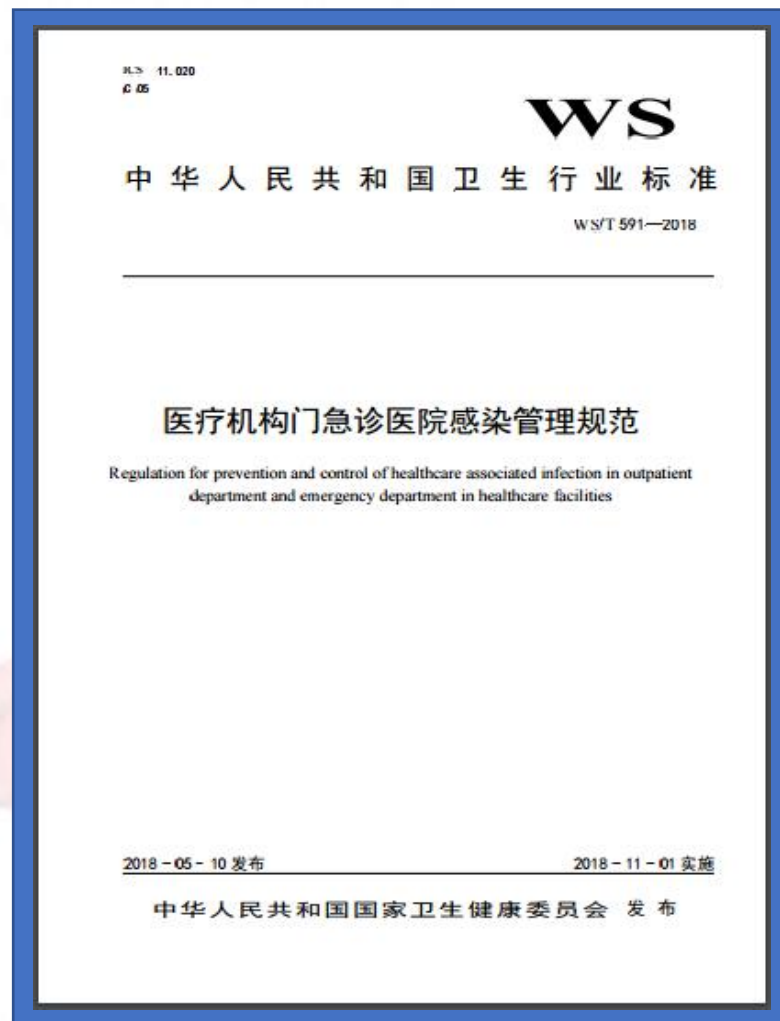 ICS 11.020
C 05
WS
中华人民共和国卫生行业标准
WS/T 591—2018
医疗机构门急诊医院感染管理规范
Regulation for prevention and control of healthcare associated infection in outpatient
department and emergency department in healthcare facilities
2018-05-10 发布
2018-11-01 实施
中华人民共和国国家卫生健康委员会 发布